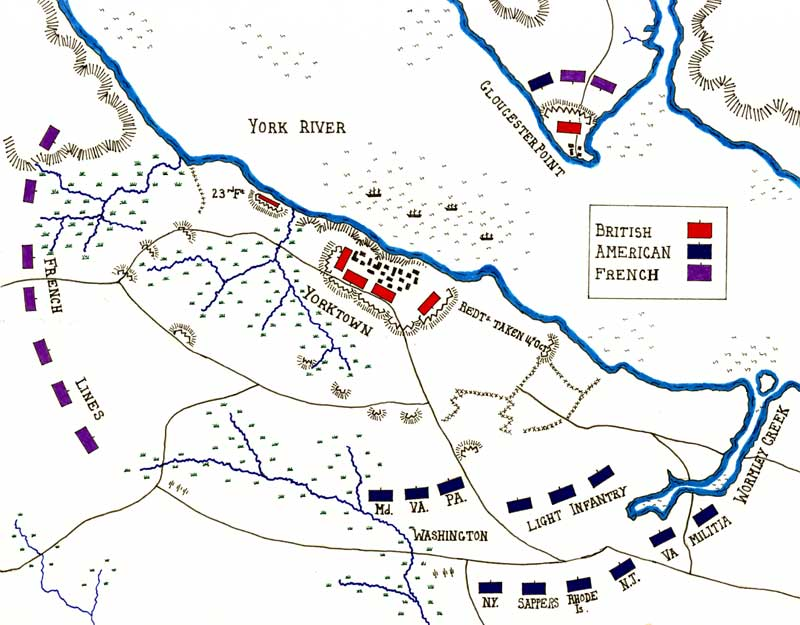 GLOUCESTER POINT
YORK RIVER
23rd Ft
BRITISH
AMERICAN
FRENCH
FRENCH
LINES
YORKTOWN
REDTS TAKEN 14 OCT
WORMLEY CREEK
Md.
VA.
PA.
LIGHT INFANTRY
WASHINGTON
VA
MILITIA
NY.
SAPPERS
RHODE
Is.
N.J.